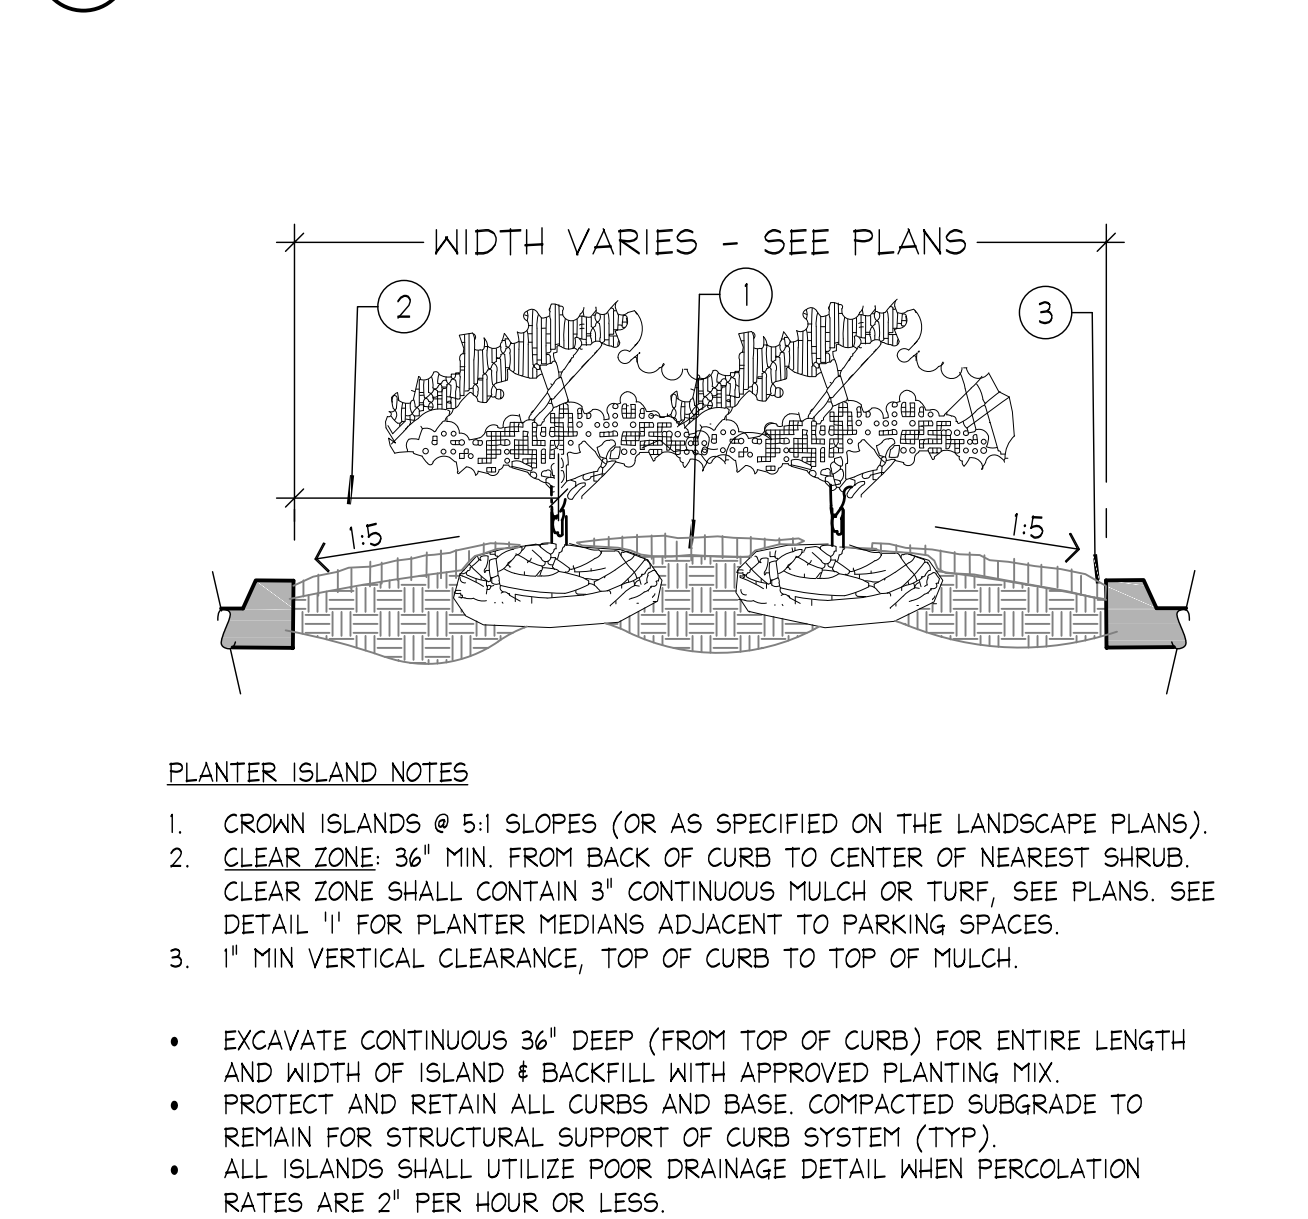 WIDTH VARIES - SEE PLANS
2
1
3
1:5
1:5
PLANTER ISLAND NOTES
1. CROWN ISLANDS @ 5:1 SLOPES (OR AS SPECIFIED ON THE LANDSCAPE PLANS).
2. CLEAR ZONE: 36" MIN. FROM BACK OF CURB TO CENTER OF NEAREST SHRUB.
CLEAR ZONE SHALL CONTAIN 3" CONTINUOUS MULCH OR TURF, SEE PLANS. SEE
DETAIL 'I' FOR PLANTER MEDIANS ADJACENT TO PARKING SPACES.
3. 1" MIN VERTICAL CLEARANCE, TOP OF CURB TO TOP OF MULCH.
• EXCAVATE CONTINUOUS 36" DEEP (FROM TOP OF CURB) FOR ENTIRE LENGTH
AND WIDTH OF ISLAND & BACKFILL WITH APPROVED PLANTING MIX.
• PROTECT AND RETAIN ALL CURBS AND BASE. COMPACTED SUBGRADE TO
REMAIN FOR STRUCTURAL SUPPORT OF CURB SYSTEM (TYP).
• ALL ISLANDS SHALL UTILIZE POOR DRAINAGE DETAIL WHEN PERCOLATION
RATES ARE 2" PER HOUR OR LESS.